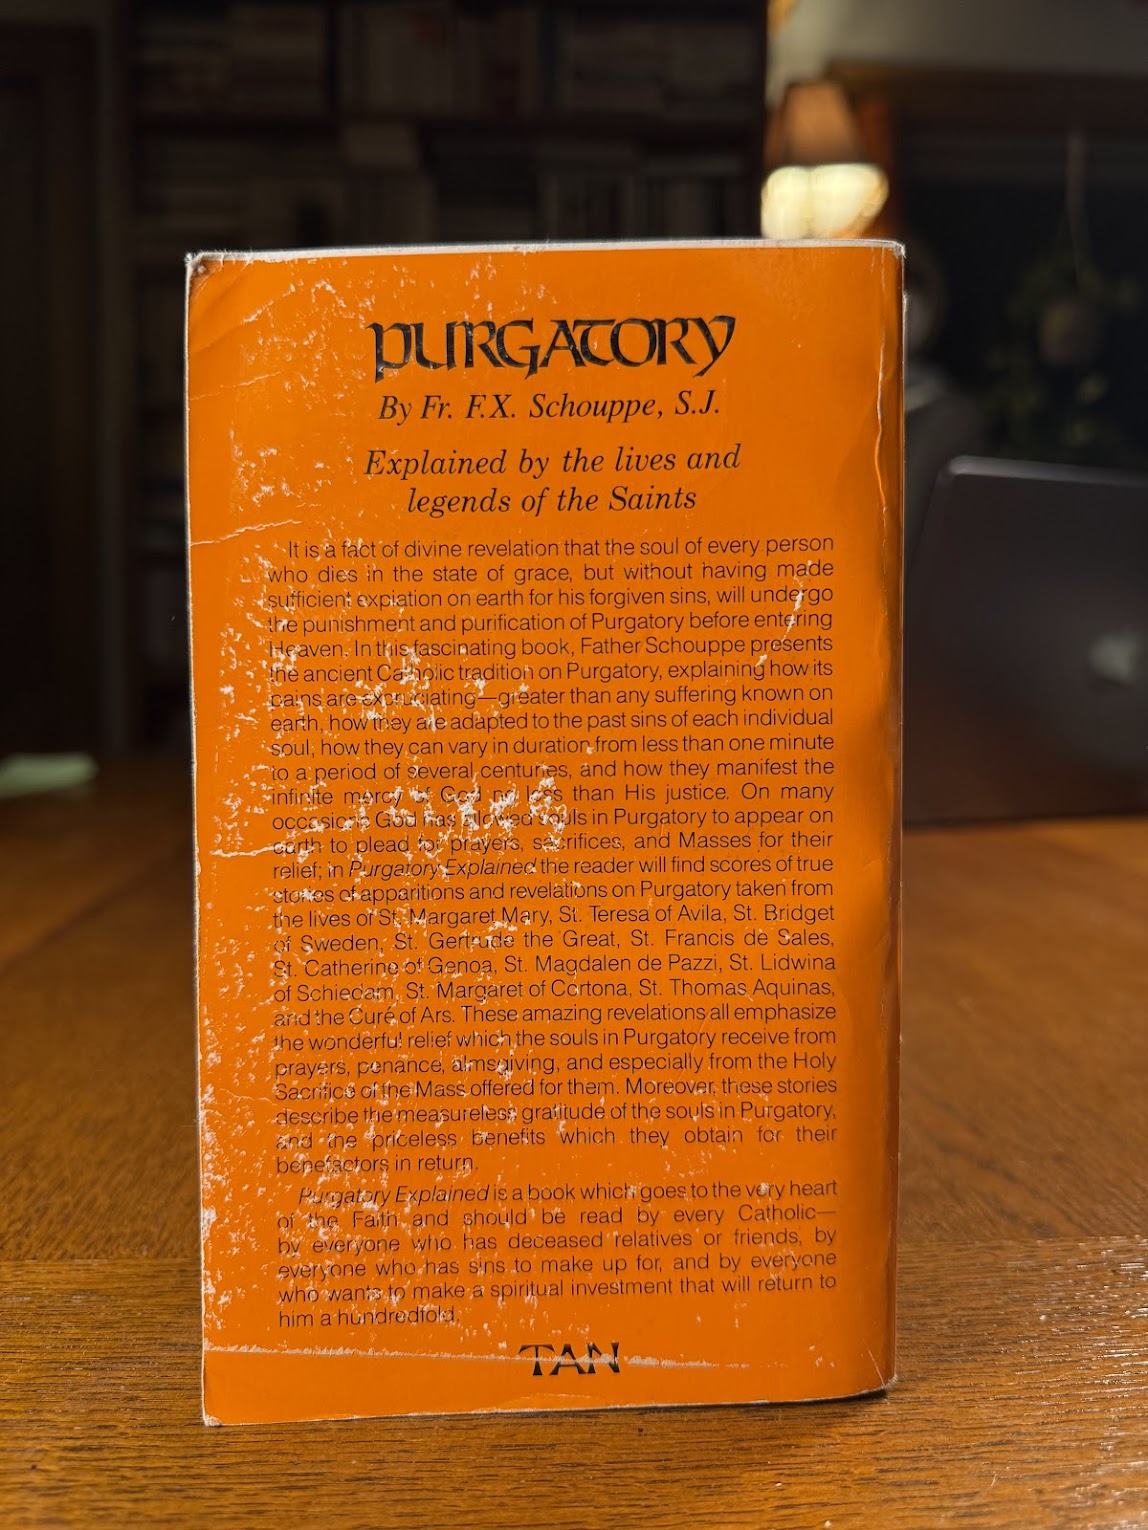 PURGATORY
By Fr. F.X. Schouppe, S.J.
Explained by the lives and
legends of the Saints
It is a fact of divine revelation that the soul of every person
who dies in the state of grace, but without having made
sufficient expiation on earth for his forgiven sins, will undergo
the punishment and purification of Purgatory before entering
Heaven. In this fascinating book, Father Schouppe presents
the ancient Catholic tradition on Purgatory, explaining how its
pains are excruciating—greater than any suffering known on
earth, how they are adapted to the past sins of each individual
soul, how they can vary in duration from less than one minute
to a period of several centuries, and how they manifest the
infinite mercy of God no less than His justice. On many
occasions God has allowed souls in Purgatory to appear on
earth to plead for prayers, sacrifices, and Masses for their
relief; in Purgatory Explained the reader will find scores of true
stories of apparitions and revelations on Purgatory taken from
the lives of St. Margaret Mary, St. Teresa of Avila, St. Bridget
of Sweden, St. Gertrude the Great, St. Francis de Sales,
St. Catherine of Genoa, St. Magdalen de Pazzi, St. Lidwina
of Schiedam, St. Margaret of Cortona, St. Thomas Aquinas,
and the Curé of Ars. These amazing revelations all emphasize
the wonderful relief which the souls in Purgatory receive from
prayers, penance, almsgiving, and especially from the Holy
Sacrifice of the Mass offered for them. Moreover, these stories
describe the measureless gratitude of the souls in Purgatory,
and the priceless benefits which they obtain for their
benefactors in return.
Purgatory Explained is a book which goes to the very heart
of the Faith and should be read by every Catholic—
by everyone who has deceased relatives or friends, by
everyone who has sins to make up for, and by everyone
who wants to make a spiritual investment that will return to
him a hundredfold.
TAN